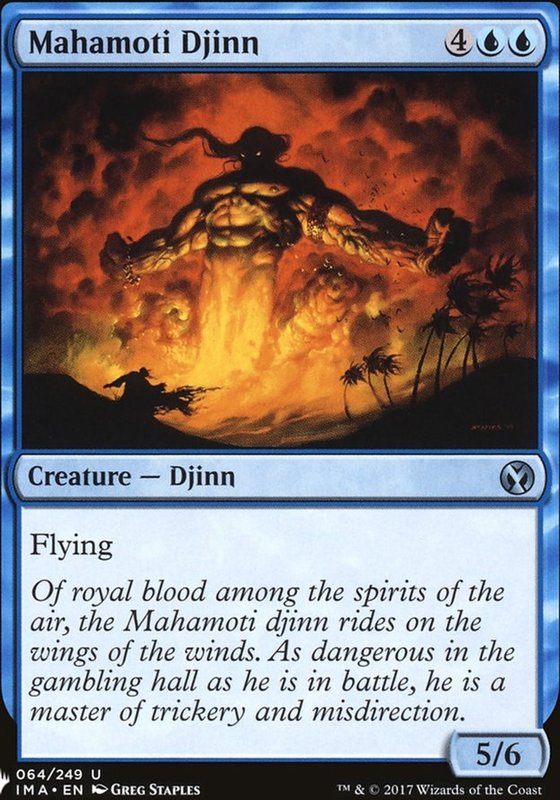 Mahamoti Djinn
4
Creature — Djinn
Flying
Of royal blood among the spirits of the
air, the Mahamoti djinn rides on the
wings of the winds. As dangerous in the
gambling hall as he is in battle, he is a
master of trickery and misdirection.
5/6
064/249 U
IMA • EN Greg Staples
™ & © 2017 Wizards of the Coast